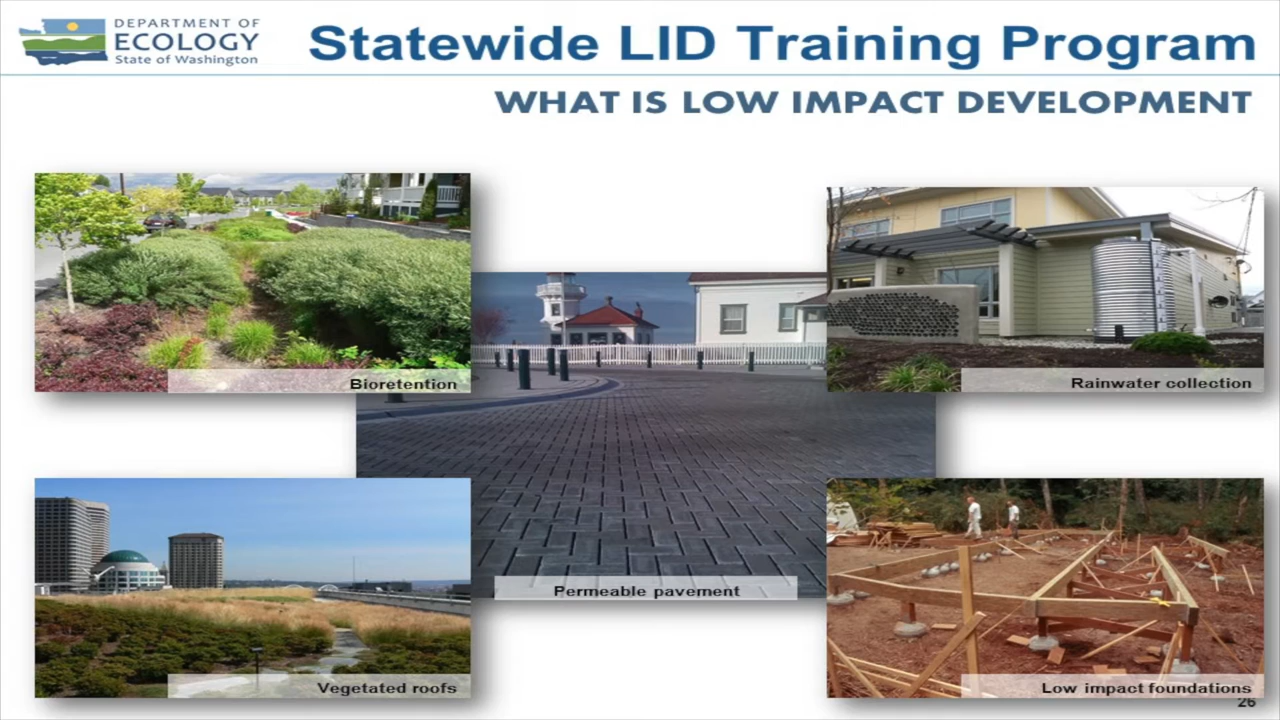 DEPARTMENT OF
ECOLOGY
State of Washington
Statewide LID Training Program
WHAT IS LOW IMPACT DEVELOPMENT
Bioretention
Rainwater collection
Permeable pavement
Vegetated roofs
Low impact foundations
26